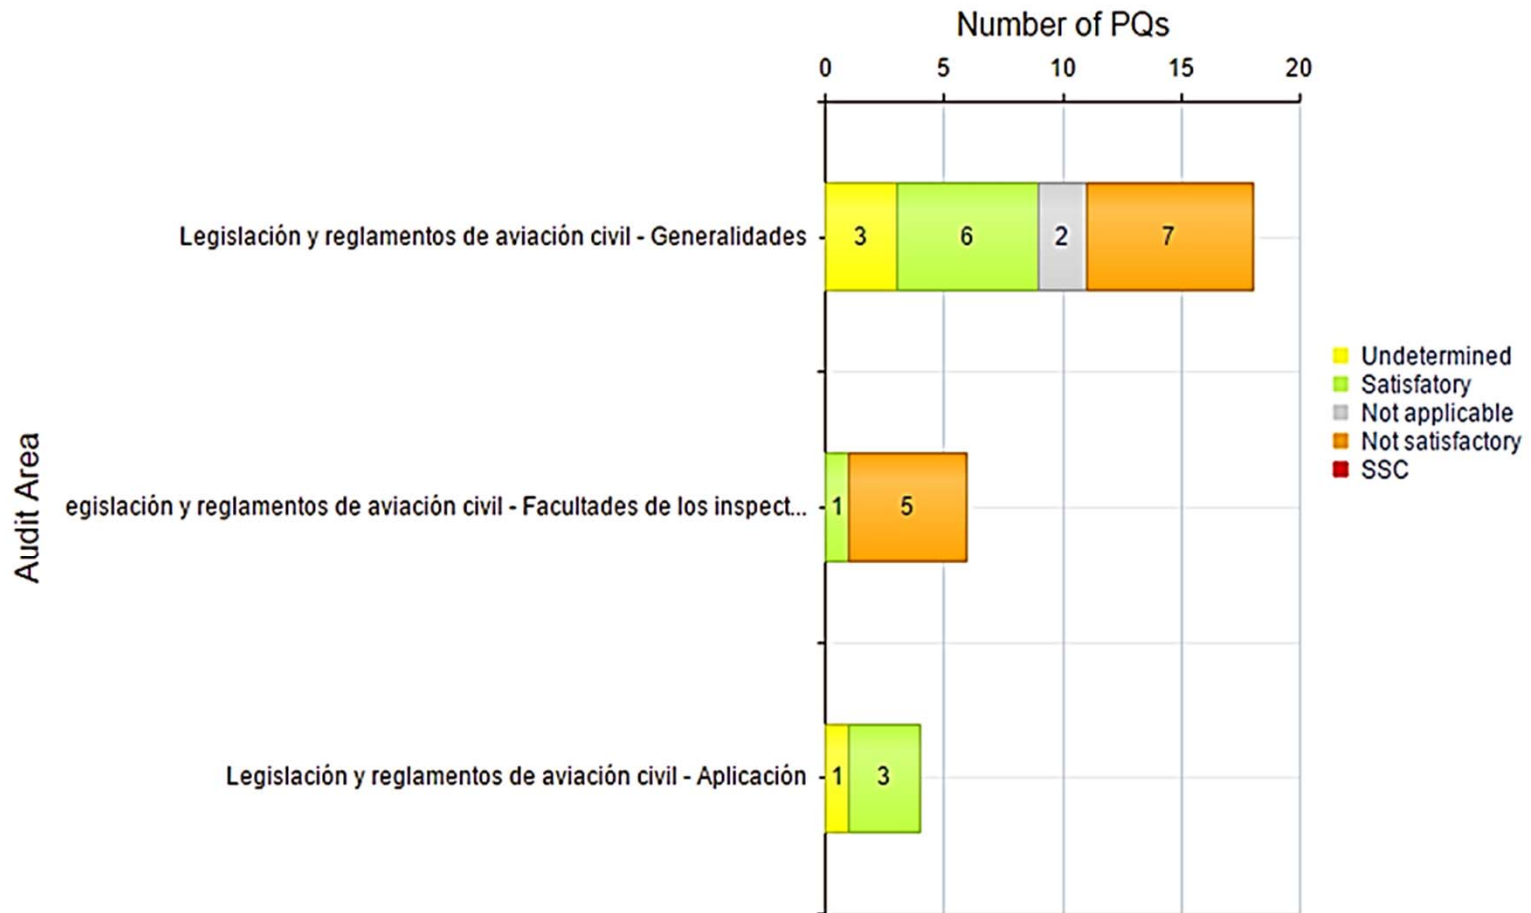 Number of PQs
0 5 10 15 20
Legislación y reglamentos de aviación civil - Generalidades
3 6 2 7
egislación y reglamentos de aviación civil - Facultades de los inspect...
1 5
Legislación y reglamentos de aviación civil - Aplicación
1 3
Audit Area
Undetermined
Satisfatory
Not applicable
Not satisfactory
SSC